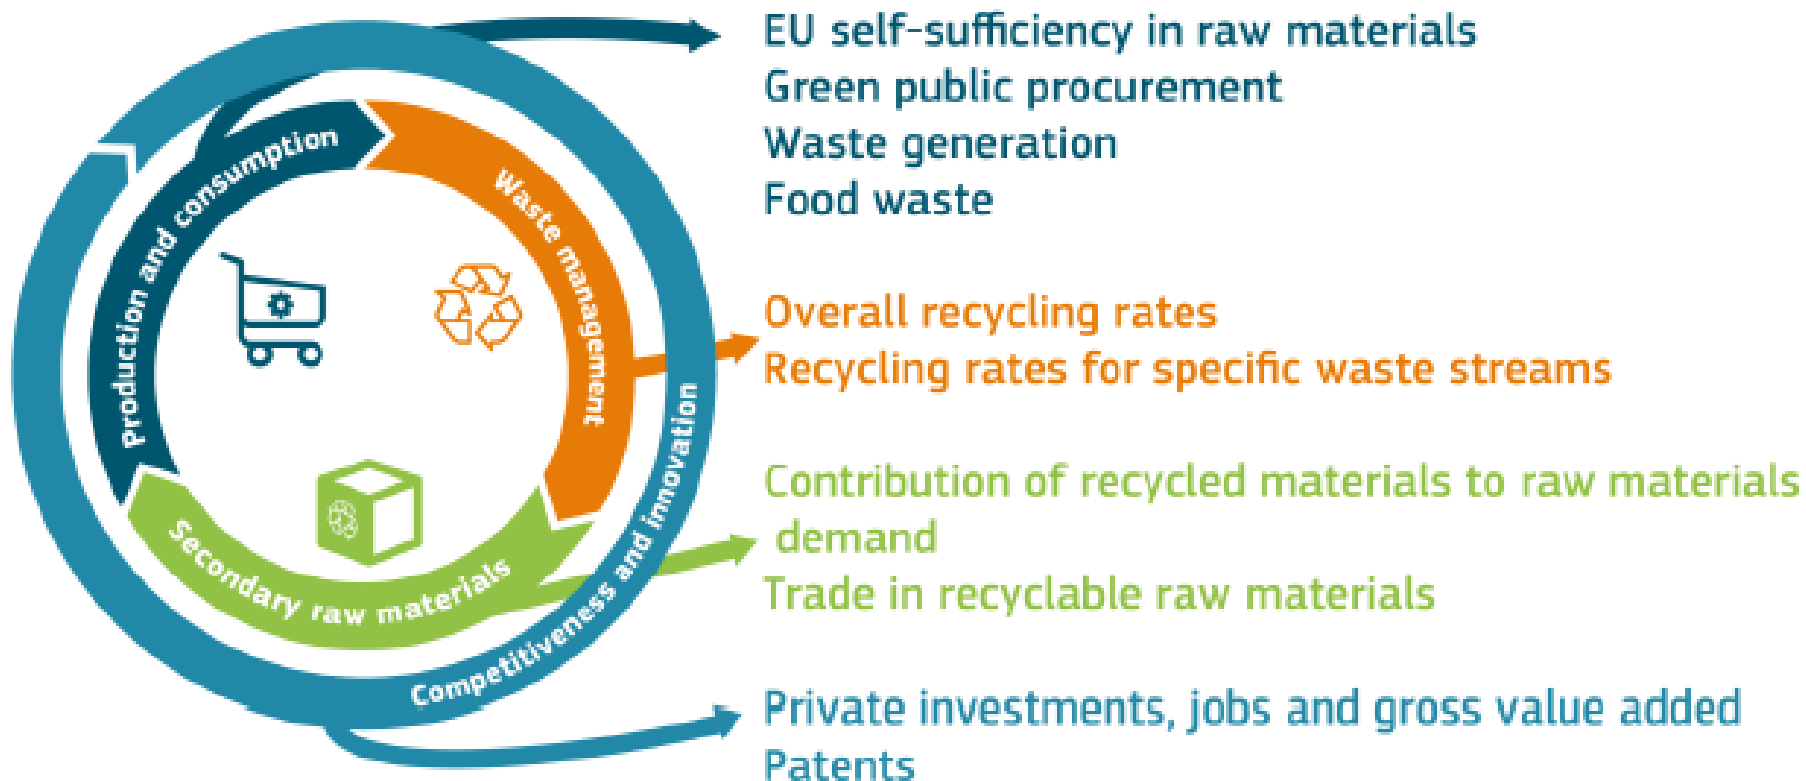 Production and consumption
Waste management
Secondary raw materials
Competitiveness and innovation
EU self-sufficiency in raw materials
Green public procurement
Waste generation
Food waste
Overall recycling rates
Recycling rates for specific waste streams
Contribution of recycled materials to raw materials
demand
Trade in recyclable raw materials
Private investments, jobs and gross value added
Patents